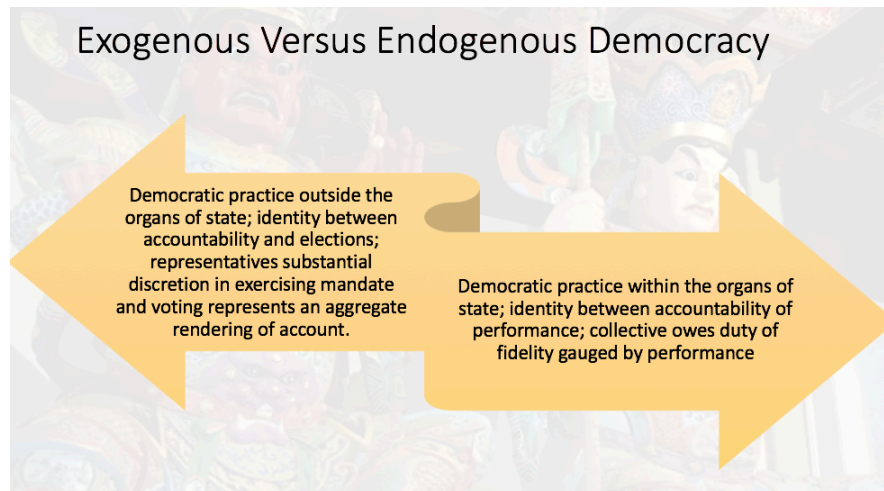 Exogenous Versus Endogenous Democracy
Democratic practice outside the
organs of state; identity between
accountability and elections;
representatives substantial
discretion in exercising mandate
and voting represents an aggregate
rendering of account.
Democratic practice within the organs of
state; identity between accountability of
performance; collective owes duty of
fidelity gauged by performance